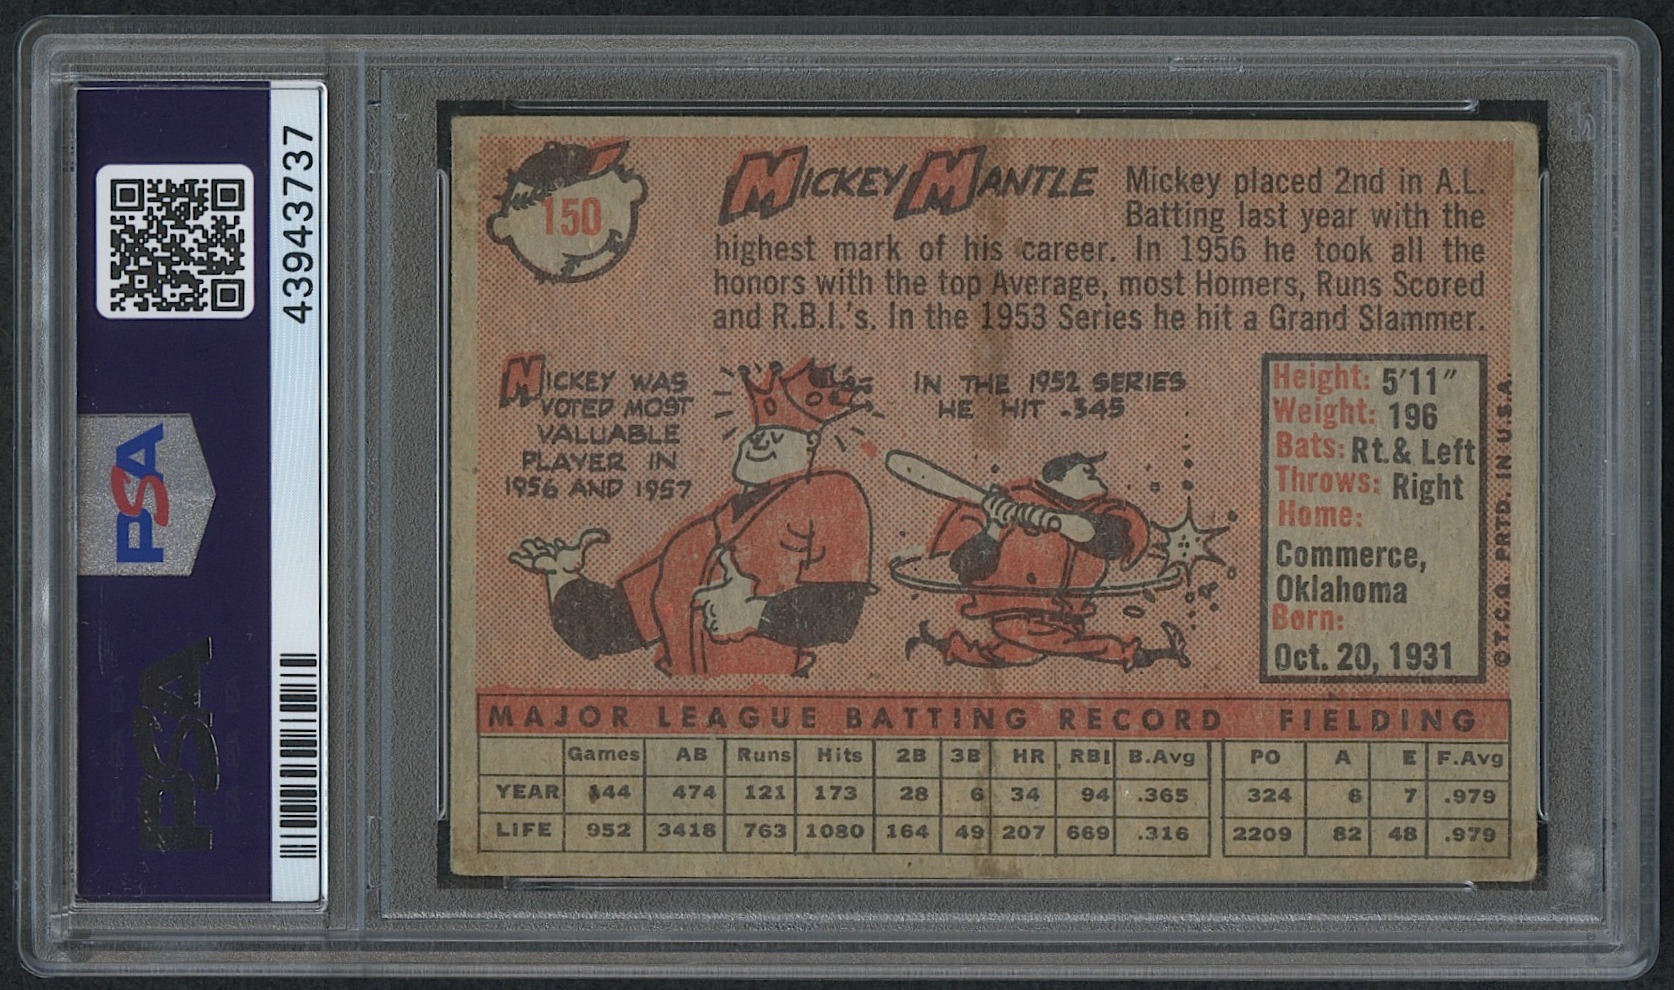 43943737
PSA
PSA
150
MICKEY MANTLE
Mickey placed 2nd in A.L.
Batting last year with the
highest mark of his career. In 1956 he took all the
honors with the top Average, most Homers, Runs Scored
and R.B.I.'s. In the 1953 Series he hit a Grand Slammer.
MICKEY WAS
VOTED MOST
VALUABLE
PLAYER IN
1956 AND 1957
IN THE 1952 SERIES
HE HIT .345
Height: 5'11"
Weight: 196
Bats: Rt. & Left
Throws: Right
Home:
Commerce,
Oklahoma
Born:
Oct. 20, 1931
© T.C.G. PRTD. IN U.S.A.
MAJOR LEAGUE BATTING RECORD FIELDING
Games AB Runs Hits 2B 3B HR RBI B.Avg PO A E F.Avg
YEAR 144 474 121 173 28 6 34 94 .365 324 6 7 .979
LIFE 952 3418 763 1080 164 49 207 669 .316 2209 82 48 .979